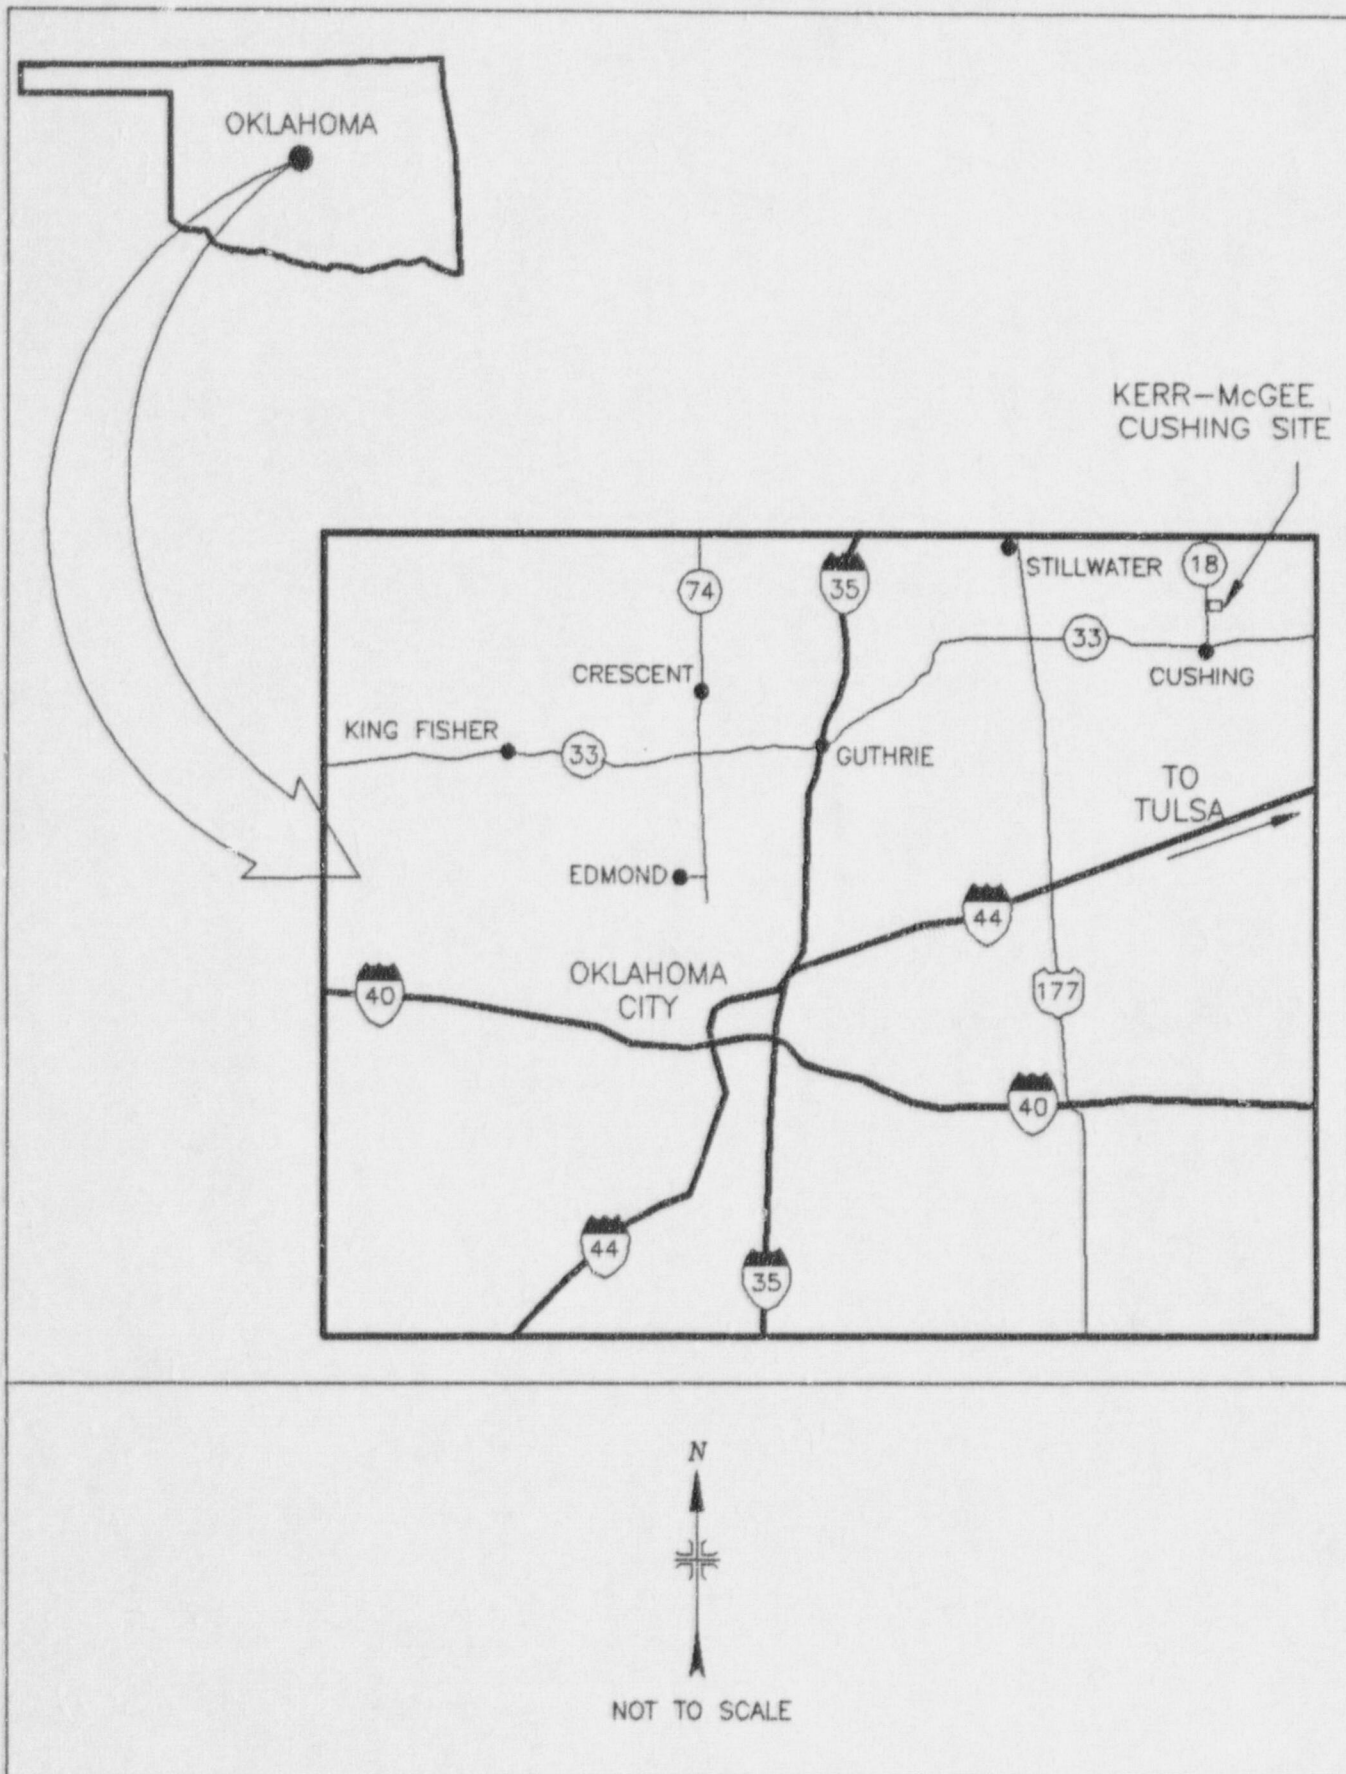 OKLAHOMA
KERR-McGEE
CUSHING SITE
STILLWATER
18
74
35
33
CRESCENT
CUSHING
KING FISHER
33
GUTHRIE
TO
TULSA
EDMOND
44
OKLAHOMA
CITY
40
177
40
44
35
N
NOT TO SCALE